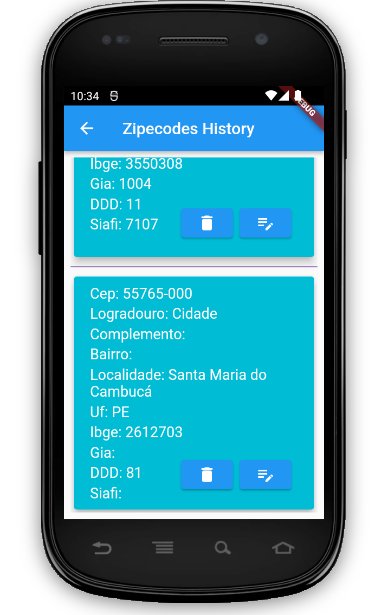 10:34
DEBUG
Zipecodes History
Ibge: 3550308
Gia: 1004
DDD: 11
Siafi: 7107
Cep: 55765-000
Logradouro: Cidade
Complemento:
Bairro:
Localidade: Santa Maria do
Cambucá
Uf: PE
Ibge: 2612703
Gia:
DDD: 81
Siafi: